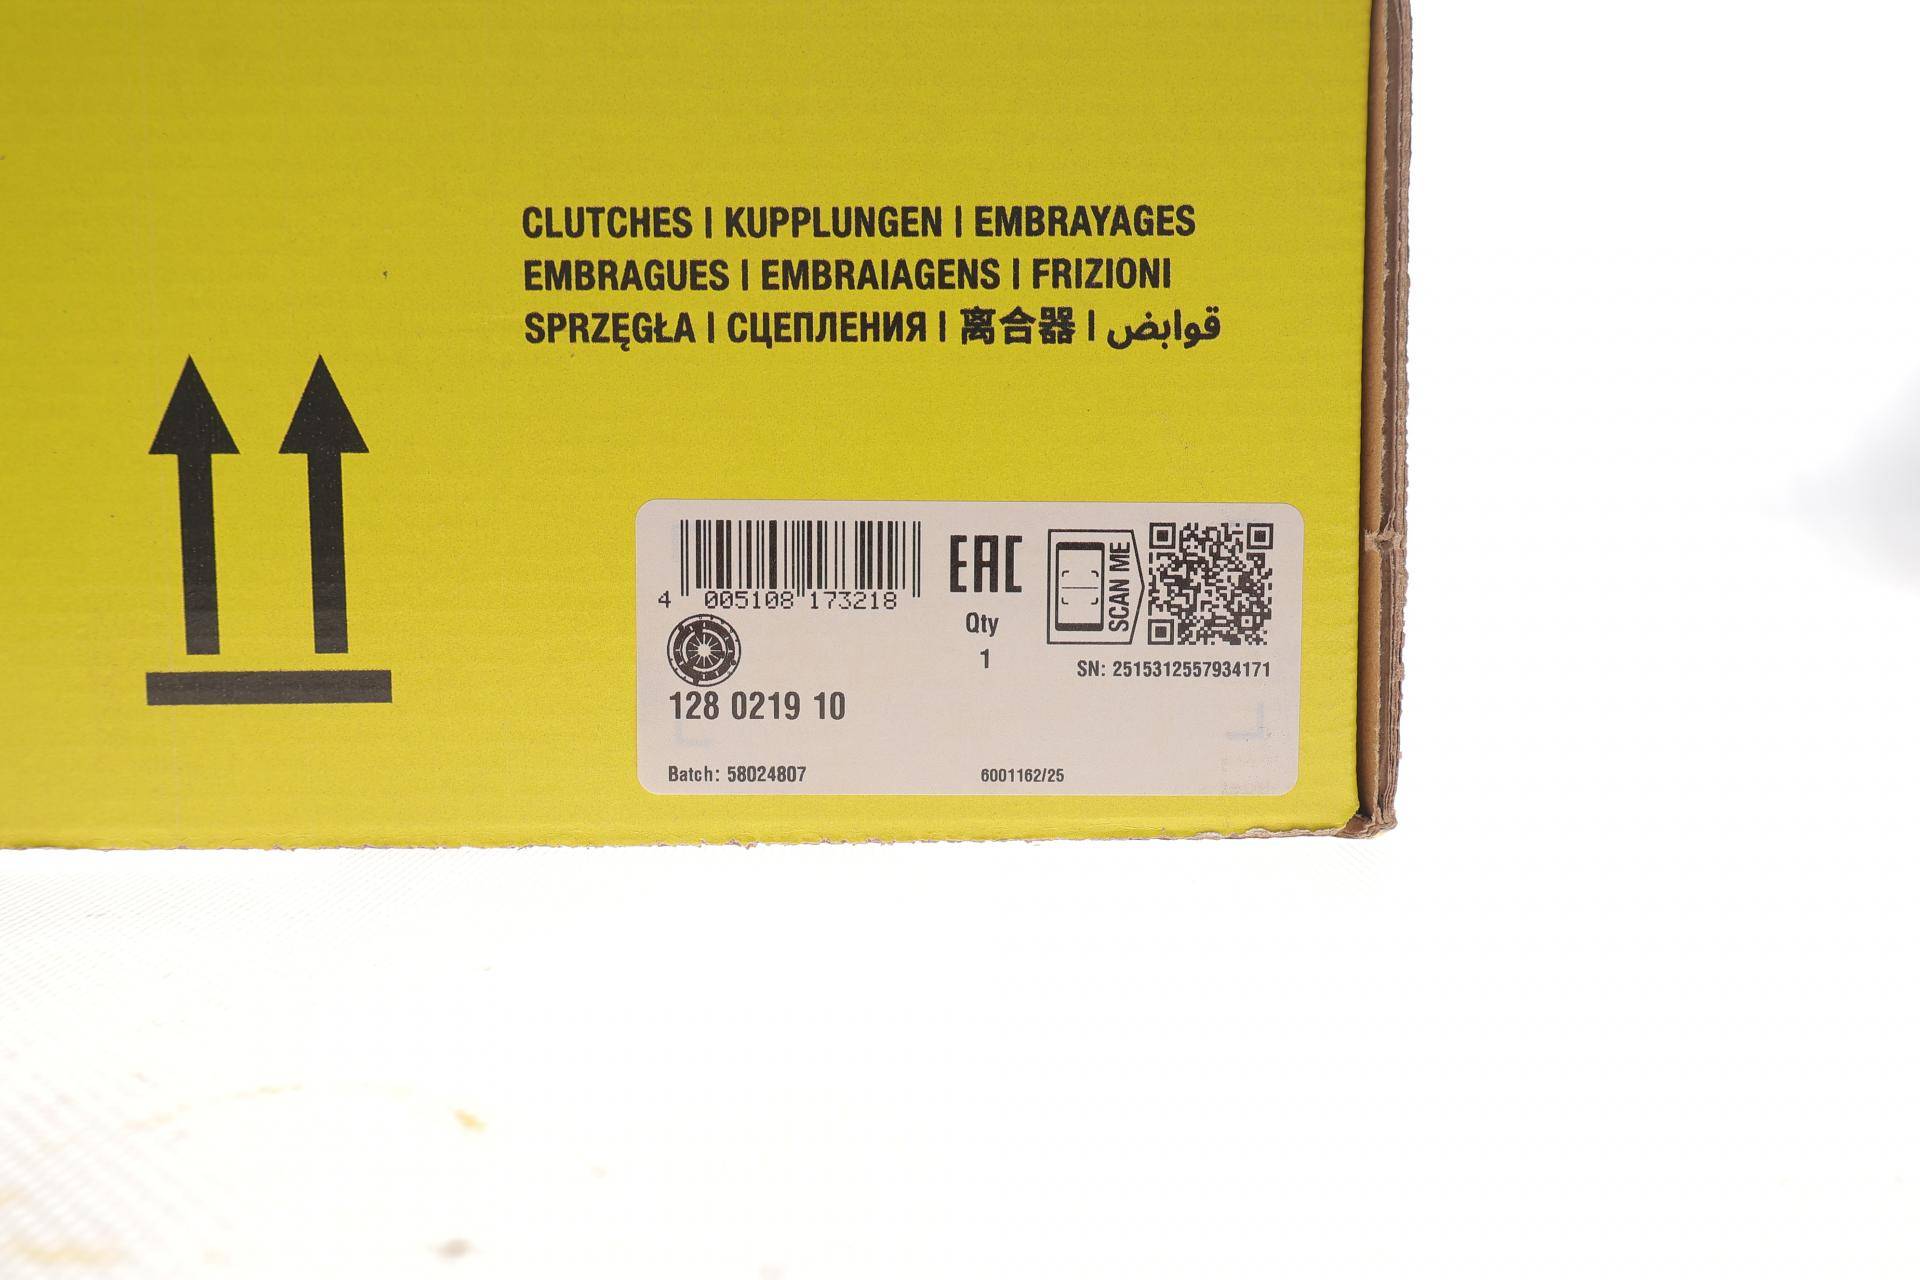 CLUTCHES | KUPPLUNGEN | EMBRAYAGES
EMBRAGUES | EMBRAIAGENS | FRIZIONI
SPRZĘGŁA | СЦЕПЛЕНИЯ | 离合器 | قوابض
4 005108 173218
EAC
SCAN ME
Qty
1
SN: 2515312557934171
128 0219 10
Batch: 58024807
6001162/25